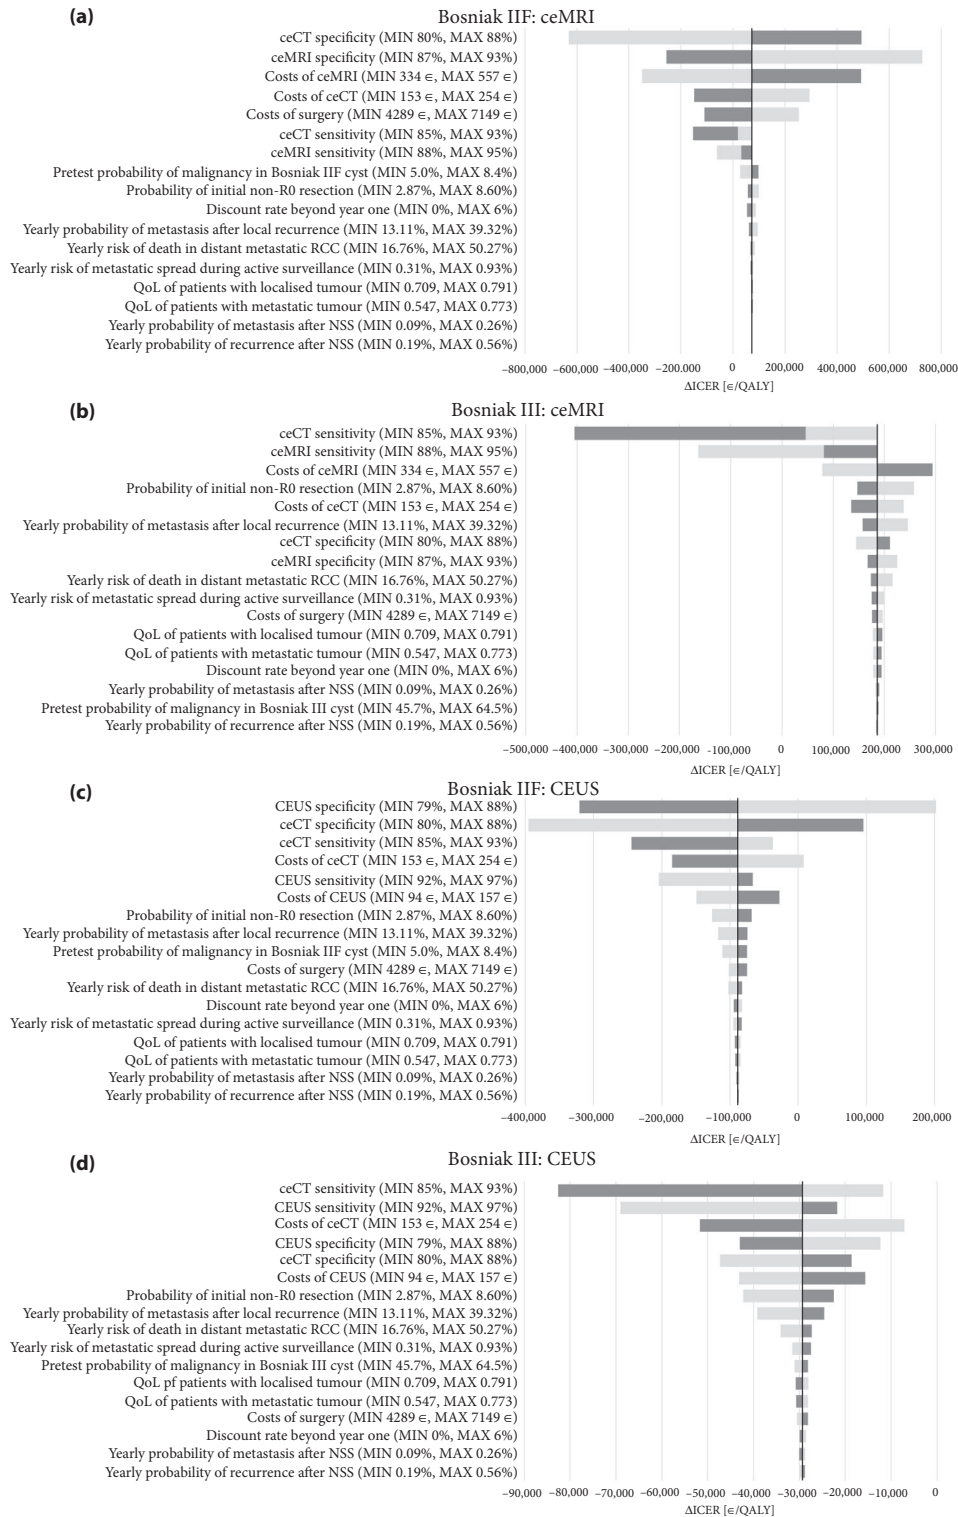 (a)
Bosniak IIF: ceMRI
ceCT specificity (MIN 80%, MAX 88%)
ceMRI specificity (MIN 87%, MAX 93%)
Costs of ceMRI (MIN 334 ∈, MAX 557 ∈)
Costs of ceCT (MIN 153 ∈, MAX 254 ∈)
Costs of surgery (MIN 4289 ∈, MAX 7149 ∈)
ceCT sensitivity (MIN 85%, MAX 93%)
ceMRI sensitivity (MIN 88%, MAX 95%)
Pretest probability of malignancy in Bosniak IIF cyst (MIN 5.0%, MAX 8.4%)
Probability of initial non-R0 resection (MIN 2.87%, MAX 8.60%)
Discount rate beyond year one (MIN 0%, MAX 6%)
Yearly probability of metastasis after local recurrence (MIN 13.11%, MAX 39.32%)
Yearly risk of death in distant metastatic RCC (MIN 16.76%, MAX 50.27%)
Yearly risk of metastatic spread during active surveillance (MIN 0.31%, MAX 0.93%)
QoL of patients with localised tumour (MIN 0.709, MAX 0.791)
QoL of patients with metastatic tumour (MIN 0.547, MAX 0.773)
Yearly probability of metastasis after NSS (MIN 0.09%, MAX 0.26%)
Yearly probability of recurrence after NSS (MIN 0.19%, MAX 0.56%)
−800,000 −600,000 −400,000 −200,000 0 200,000 400,000 600,000 800,000
ΔICER [∈/QALY]
(b)
Bosniak III: ceMRI
ceCT sensitivity (MIN 85%, MAX 93%)
ceMRI sensitivity (MIN 88%, MAX 95%)
Costs of ceMRI (MIN 334 ∈, MAX 557 ∈)
Probability of initial non-R0 resection (MIN 2.87%, MAX 8.60%)
Costs of ceCT (MIN 153 ∈, MAX 254 ∈)
Yearly probability of metastasis after local recurrence (MIN 13.11%, MAX 39.32%)
ceCT specificity (MIN 80%, MAX 88%)
ceMRI specificity (MIN 87%, MAX 93%)
Yearly risk of death in distant metastatic RCC (MIN 16.76%, MAX 50.27%)
Yearly risk of metastatic spread during active surveillance (MIN 0.31%, MAX 0.93%)
Costs of surgery (MIN 4289 ∈, MAX 7149 ∈)
QoL of patients with localised tumour (MIN 0.709, MAX 0.791)
QoL of patients with metastatic tumour (MIN 0.547, MAX 0.773)
Discount rate beyond year one (MIN 0%, MAX 6%)
Yearly probability of metastasis after NSS (MIN 0.09%, MAX 0.26%)
Pretest probability of malignancy in Bosniak III cyst (MIN 45.7%, MAX 64.5%)
Yearly probability of recurrence after NSS (MIN 0.19%, MAX 0.56%)
−500,000 −400,000 −300,000 −200,000 -100,000 0 100,000 200,000 300,000
ΔICER [∈/QALY]
(c)
Bosniak IIF: CEUS
CEUS specificity (MIN 79%, MAX 88%)
ceCT specificity (MIN 80%, MAX 88%)
ceCT sensitivity (MIN 85%, MAX 93%)
Costs of ceCT (MIN 153 ∈, MAX 254 ∈)
CEUS sensitivity (MIN 92%, MAX 97%)
Costs of CEUS (MIN 94 ∈, MAX 157 ∈)
Probability of initial non-R0 resection (MIN 2.87%, MAX 8.60%)
Yearly probability of metastasis after local recurrence (MIN 13.11%, MAX 39.32%)
Pretest probability of malignancy in Bosniak IIF cyst (MIN 5.0%, MAX 8.4%)
Costs of surgery (MIN 4289 ∈, MAX 7149 ∈)
Yearly risk of death in distant metastatic RCC (MIN 16.76%, MAX 50.27%)
Discount rate beyond year one (MIN 0%, MAX 6%)
Yearly risk of metastatic spread during active surveillance (MIN 0.31%, MAX 0.93%)
QoL of patients with localised tumour (MIN 0.709, MAX 0.791)
QoL of patients with metastatic tumour (MIN 0.547, MAX 0.773)
Yearly probability of metastasis after NSS (MIN 0.09%, MAX 0.26%)
Yearly probability of recurrence after NSS (MIN 0.19%, MAX 0.56%)
−400,000 −300,000 −200,000 −100,000 0 100,000 200,000
ΔICER [∈/QALY]
(d)
Bosniak III: CEUS
ceCT sensitivity (MIN 85%, MAX 93%)
CEUS sensitivity (MIN 92%, MAX 97%)
Costs of ceCT (MIN 153 ∈, MAX 254 ∈)
CEUS specificity (MIN 79%, MAX 88%)
ceCT specificity (MIN 80%, MAX 88%)
Costs of CEUS (MIN 94 ∈, MAX 157 ∈)
Probability of initial non-R0 resection (MIN 2.87%, MAX 8.60%)
Yearly probability of metastasis after local recurrence (MIN 13.11%, MAX 39.32%)
Yearly risk of death in distant metastatic RCC (MIN 16.76%, MAX 50.27%)
Yearly risk of metastatic spread during active surveillance (MIN 0.31%, MAX 0.93%)
Pretest probability of malignancy in Bosniak III cyst (MIN 45.7%, MAX 64.5%)
QoL pf patients with localised tumour (MIN 0.709, MAX 0.791)
QoL of patients with metastatic tumour (MIN 0.547, MAX 0.773)
Costs of surgery (MIN 4289 ∈, MAX 7149 ∈)
Discount rate beyond year one (MIN 0%, MAX 6%)
Yearly probability of metastasis after NSS (MIN 0.09%, MAX 0.26%)
Yearly probability of recurrence after NSS (MIN 0.19%, MAX 0.56%)
−90,000 −80,000 −70,000 −60,000 −50,000 −40,000 −30,000 −20,000 −10,000 0
ΔICER [∈/QALY]